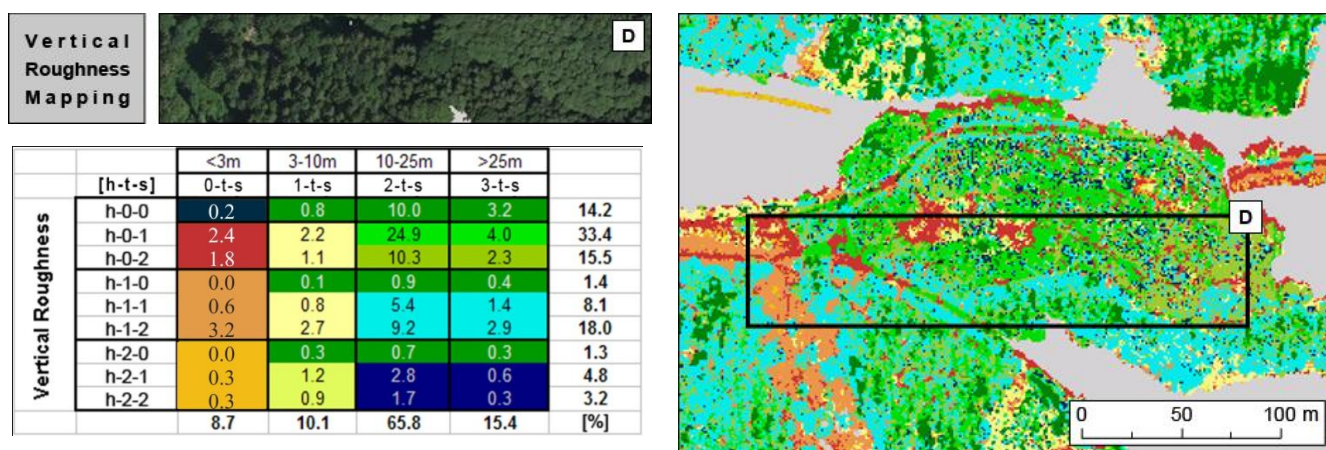 Vertical
Roughness
Mapping
D
<3m 3-10m 10-25m >25m
[h-t-s] 0-t-s 1-t-s 2-t-s 3-t-s
Vertical Roughness
h-0-0 0.2 0.8 10.0 3.2 14.2
h-0-1 2.4 2.2 24.9 4.0 33.4
h-0-2 1.8 1.1 10.3 2.3 15.5
h-1-0 0.0 0.1 0.9 0.4 1.4
h-1-1 0.6 0.8 5.4 1.4 8.1
h-1-2 3.2 2.7 9.2 2.9 18.0
h-2-0 0.0 0.3 0.7 0.3 1.3
h-2-1 0.3 1.2 2.8 0.6 4.8
h-2-2 0.3 0.9 1.7 0.3 3.2
8.7 10.1 65.8 15.4 [%]
D
0 50 100 m